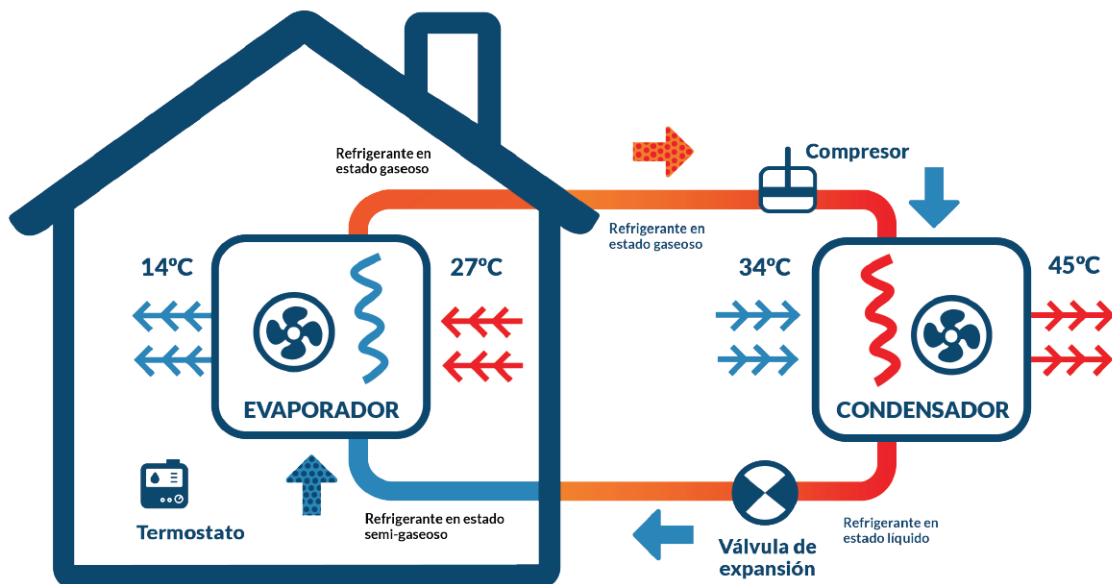 Refrigerante en
estado gaseoso
Compresor
Refrigerante en
estado gaseoso
14ºC
27ºC
34ºC
45ºC
EVAPORADOR
CONDENSADOR
Termostato
Refrigerante en estado
semi-gaseoso
Válvula de
expansión
Refrigerante en
estado líquido